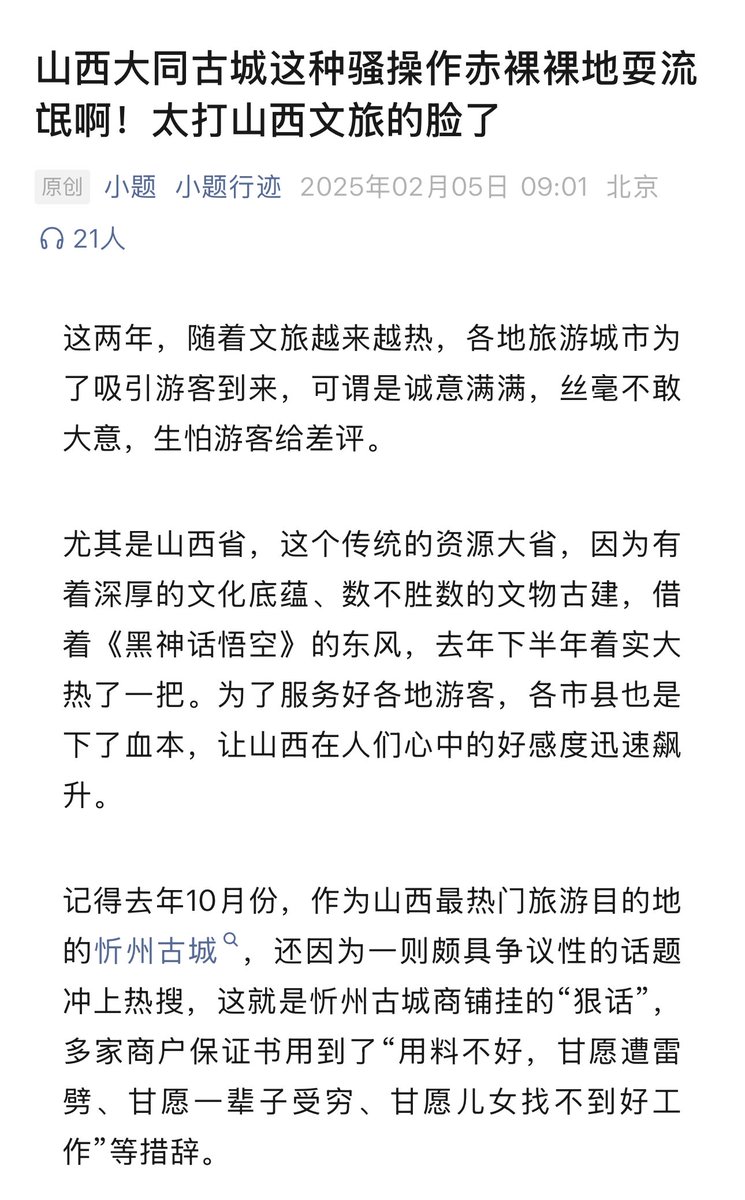 山西大同古城这种骚操作赤裸裸地耍流
氓啊！太打山西文旅的脸了
原创 小题 小题行迹 2025年02月05日 09:01 北京
21人
这两年，随着文旅越来越热，各地旅游城市为
了吸引游客到来，可谓是诚意满满，丝毫不敢
大意，生怕游客给差评。
尤其是山西省，这个传统的资源大省，因为有
着深厚的文化底蕴、数不胜数的文物古建，借
着《黑神话悟空》的东风，去年下半年着实大
热了一把。为了服务好各地游客，各市县也是
下了血本，让山西在人们心中的好感度迅速飙
升。
记得去年10月份，作为山西最热门旅游目的地
的忻州古城，还因为一则颇具争议性的话题
冲上热搜，这就是忻州古城商铺挂的“狠话”，
多家商户保证书用到了“用料不好，甘愿遭雷
劈、甘愿一辈子受穷、甘愿儿女找不到好工
作”等措辞。